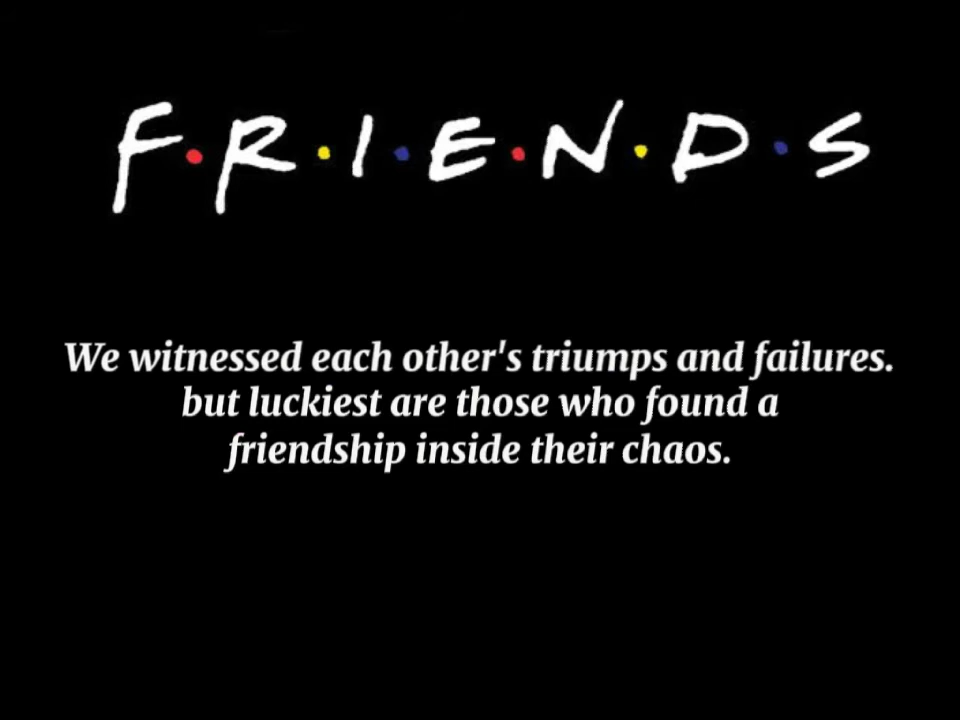 F.R.I.E.N.D.S
We witnessed each other's triumps and failures.
but luckiest are those who found a
friendship inside their chaos.